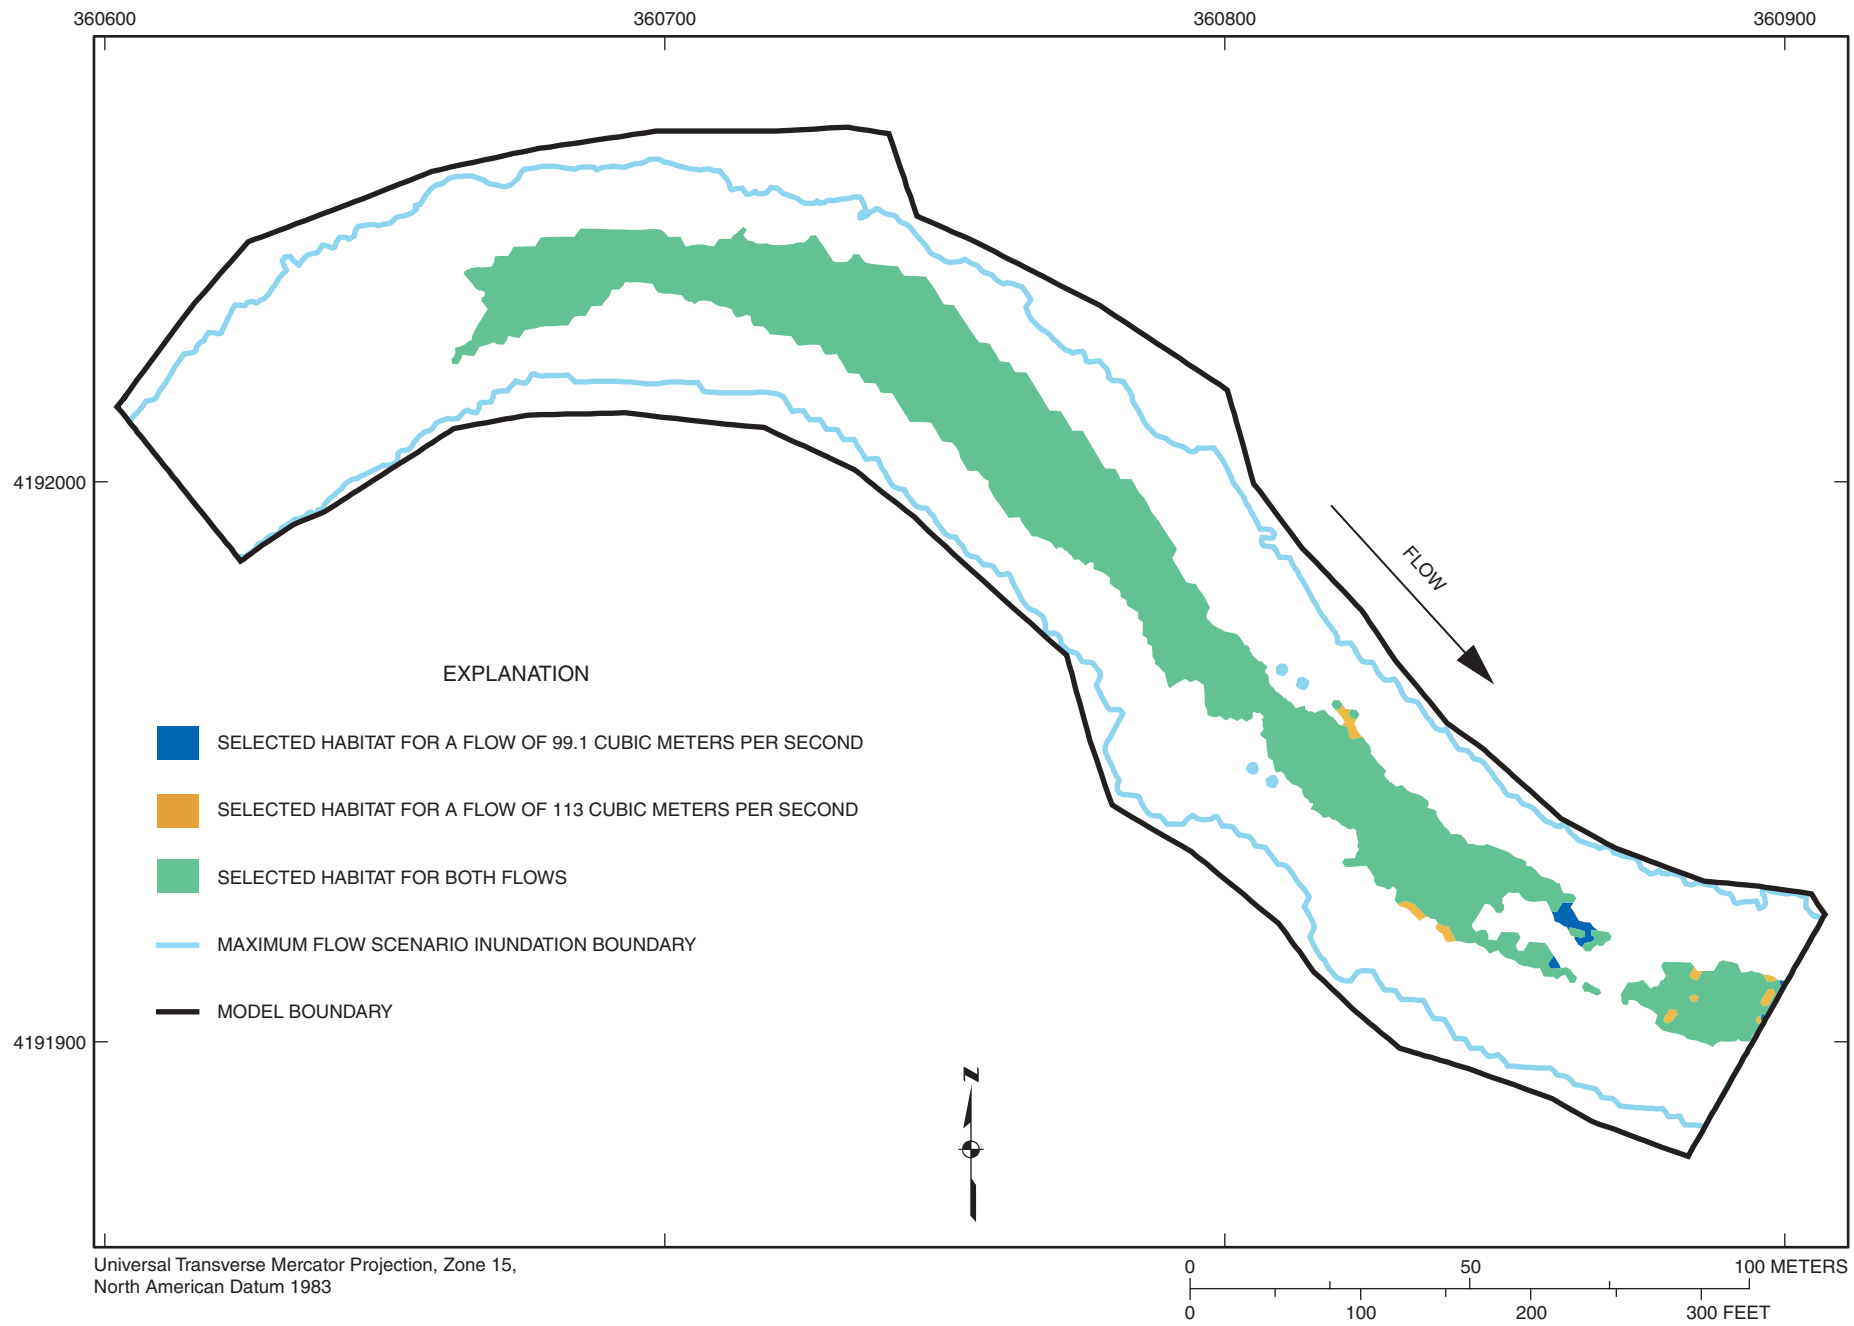 360600 360700 360800 360900
4192000
FLOW
EXPLANATION
SELECTED HABITAT FOR A FLOW OF 99.1 CUBIC METERS PER SECOND
SELECTED HABITAT FOR A FLOW OF 113 CUBIC METERS PER SECOND
SELECTED HABITAT FOR BOTH FLOWS
MAXIMUM FLOW SCENARIO INUNDATION BOUNDARY
MODEL BOUNDARY
4191900
N
Universal Transverse Mercator Projection, Zone 15,
North American Datum 1983
0 50 100 METERS
0 100 200 300 FEET